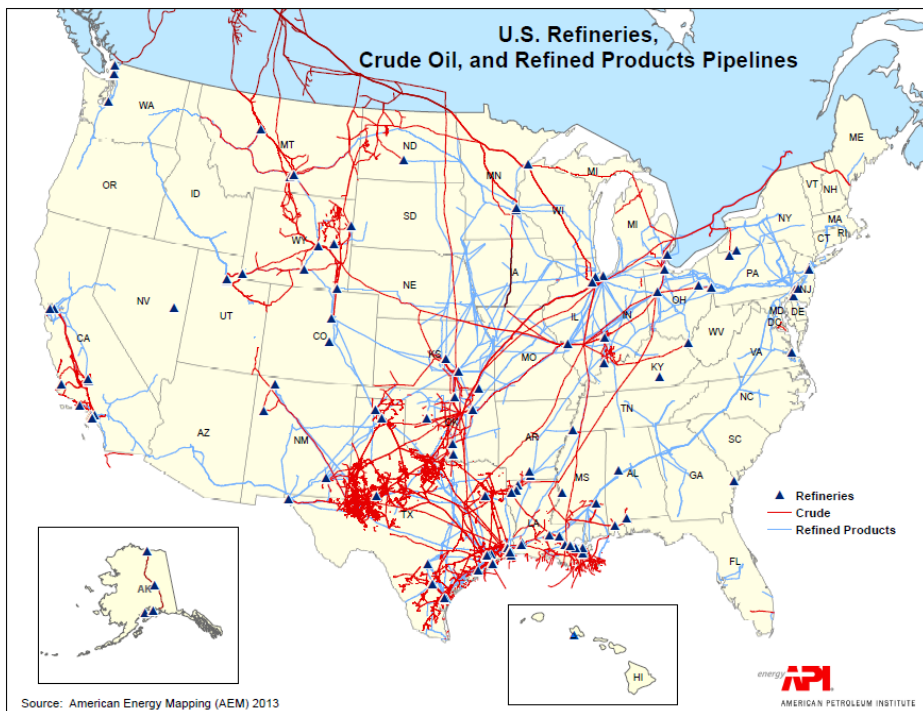 U.S. Refineries,
Crude Oil, and Refined Products Pipelines
WA
MT
ND
MN
ME
OR
ID
SD
WI
MI
VT
NH
NY
MA
CT
RI
MI
WY
IA
NE
PA
NJ
NV
UT
CO
IL
IN
OH
MD
DE
DC
WV
VA
CA
KS
MO
KY
NC
TN
AZ
NM
OK
AR
SC
MS
AL
GA
TX
LA
FL
Refineries
Crude
Refined Products
AK
HI
energy API
AMERICAN PETROLEUM INSTITUTE
Source: American Energy Mapping (AEM) 2013